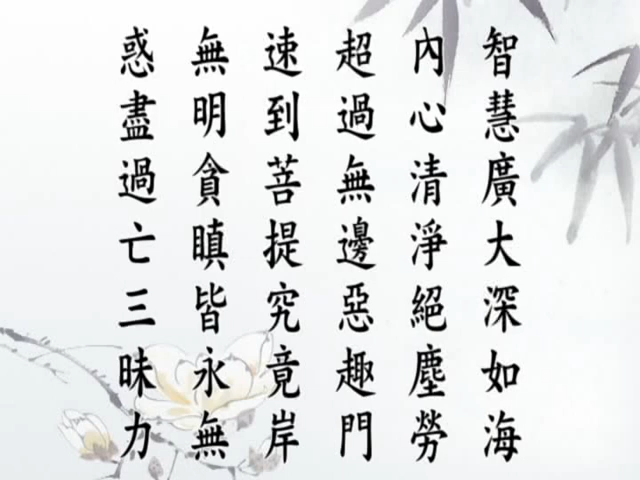 智慧廣大深如海
內心清淨絕塵勞
超過無邊惡趣門
速到菩提究竟岸
無明貪瞋皆永無
惑盡過亡三昧力